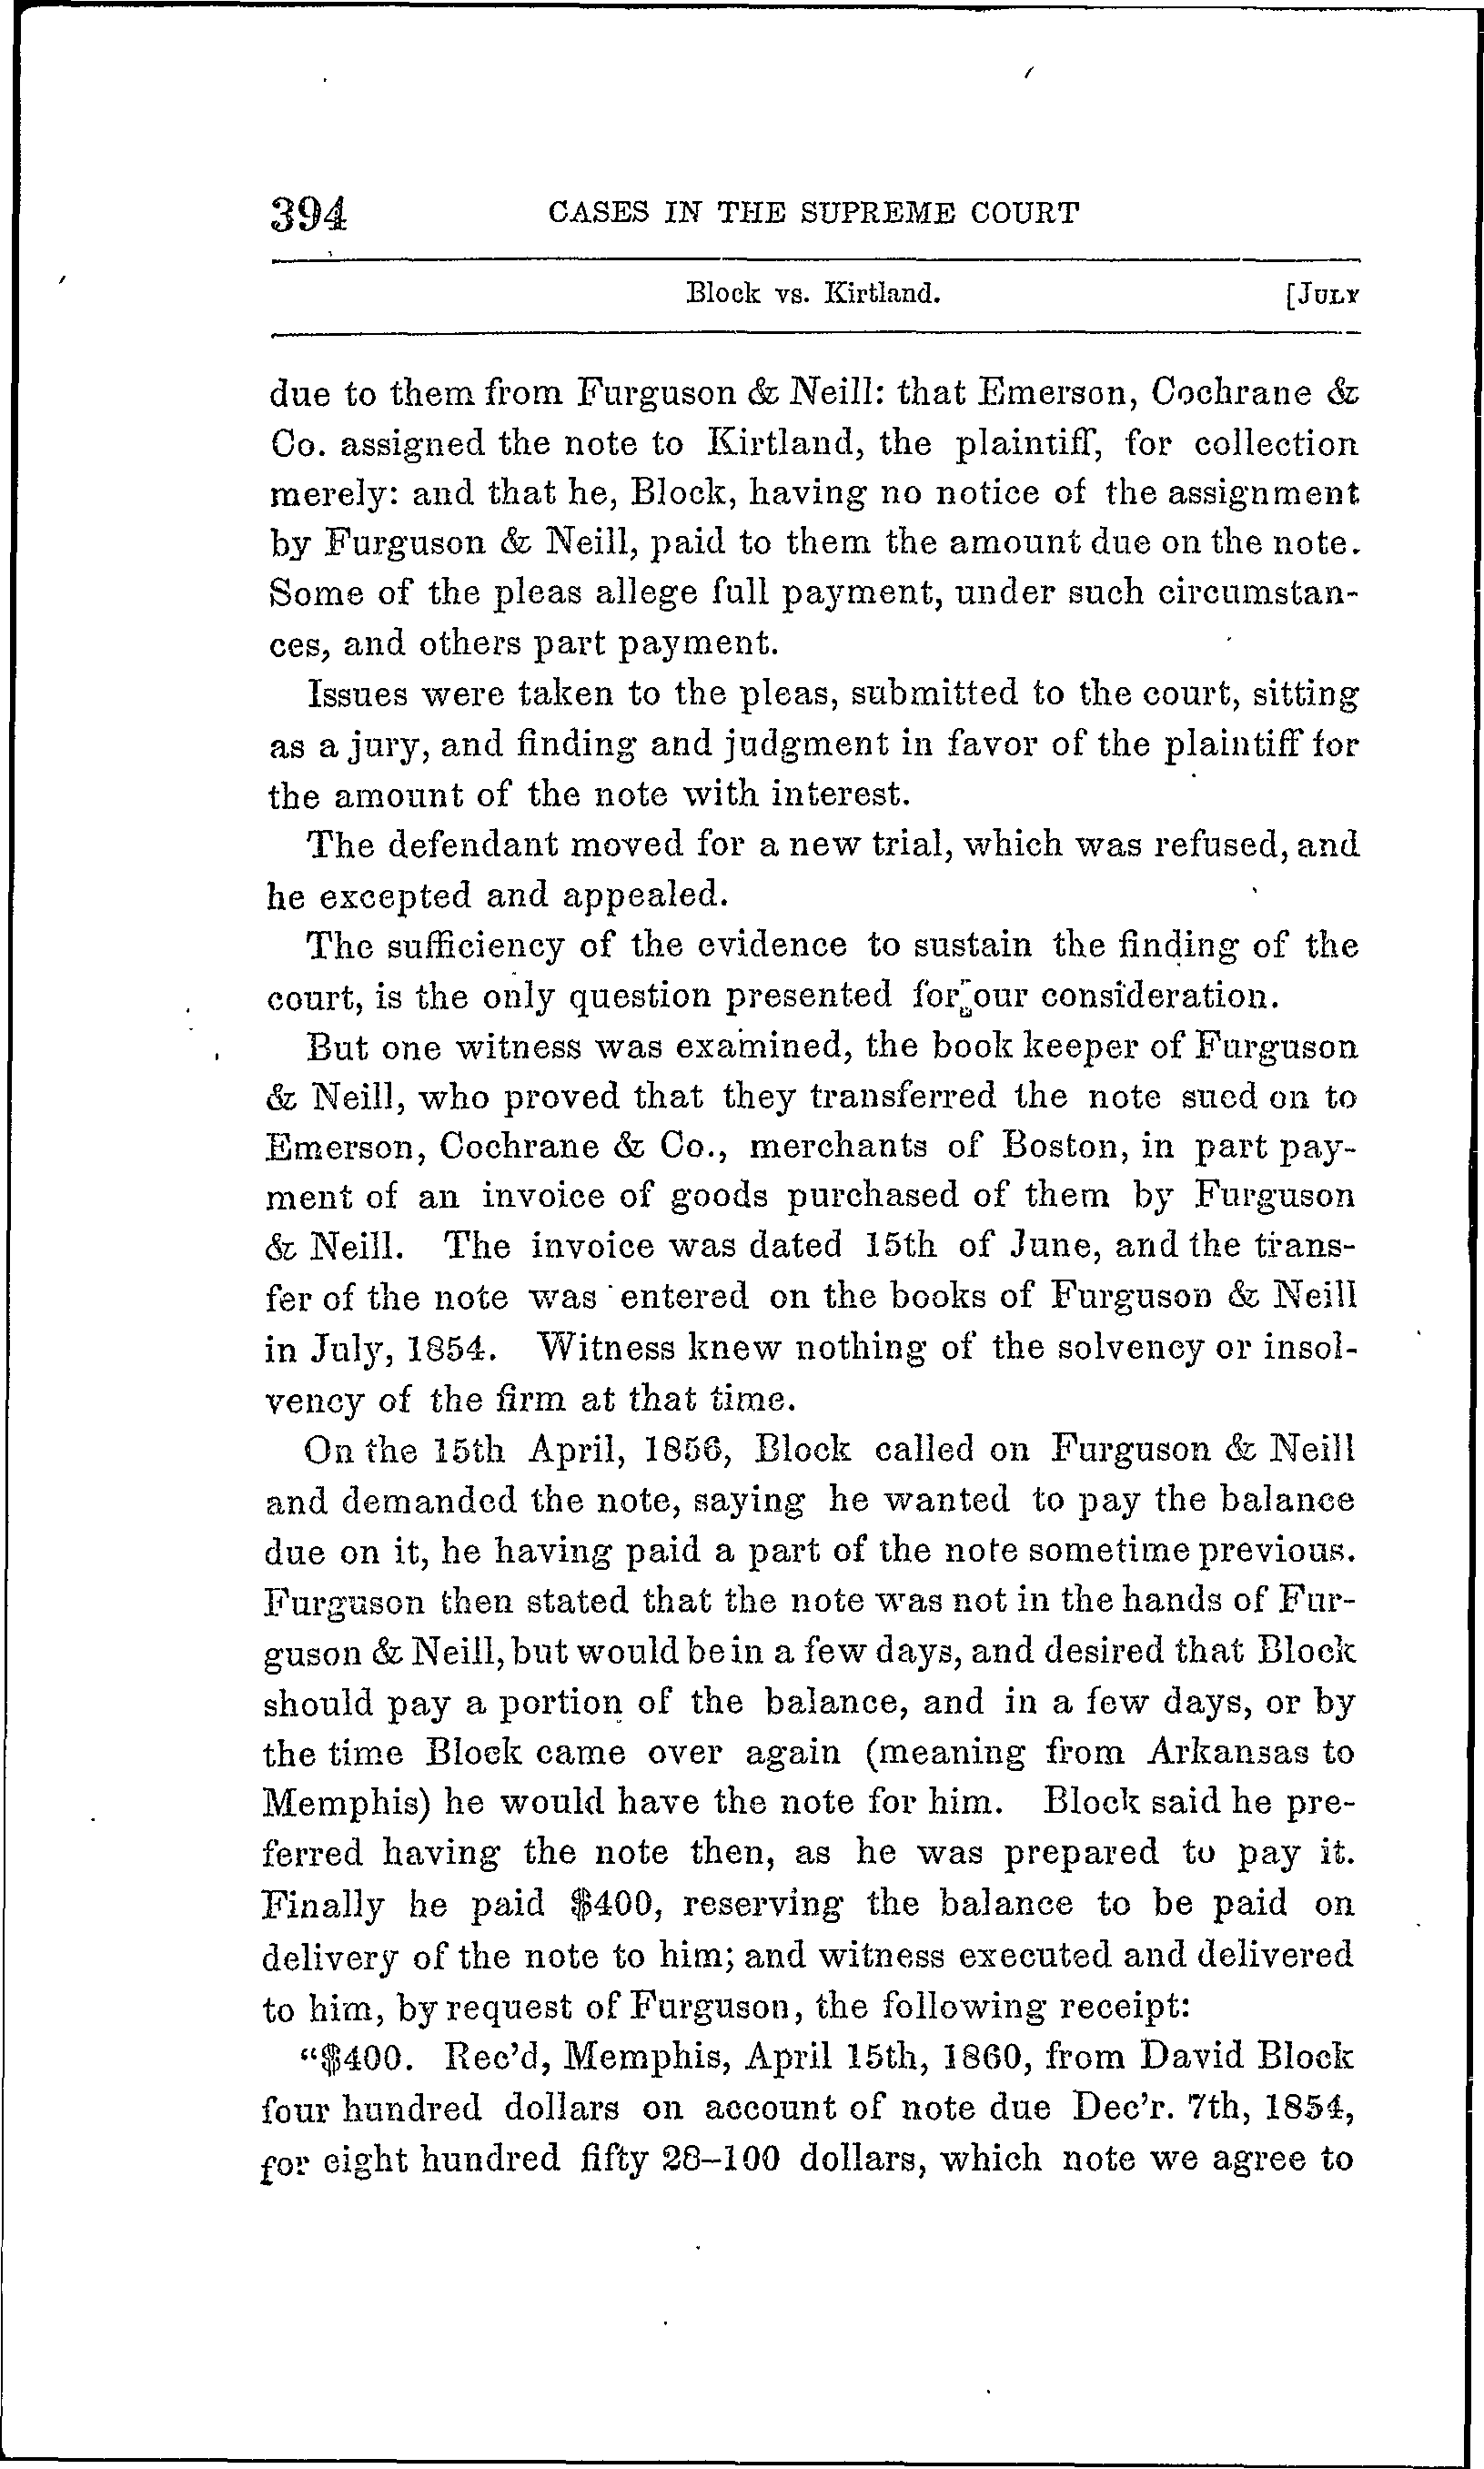 394 CASES IN THE SUPREME COURT
Block vs. Kirtland. [JULY
due to them from Furguson & Neill: that Emerson, Cochrane &
Co. assigned the note to Kirtland, the plaintiff, for collection
merely: and that he, Block, having no notice of the assignment
by Furguson & Neill, paid to them the amount due on the note.
Some of the pleas allege full payment, under such circumstan-
ces, and others part payment.
Issues were taken to the pleas, submitted to the court, sitting
as a jury, and finding and judgment in favor of the plaintiff for
the amount of the note with interest.
The defendant moved for a new trial, which was refused, and
he excepted and appealed.
The sufficiency of the evidence to sustain the finding of the
court, is the only question presented for our consideration.
But one witness was examined, the book keeper of Furguson
& Neill, who proved that they transferred the note sued on to
Emerson, Cochrane & Co., merchants of Boston, in part pay-
ment of an invoice of goods purchased of them by Furguson
& Neill. The invoice was dated 15th of June, and the trans-
fer of the note was entered on the books of Furguson & Neill
in July, 1854. Witness knew nothing of the solvency or insol-
vency of the firm at that time.
On the 15th April, 1856, Block called on Furguson & Neill
and demanded the note, saying he wanted to pay the balance
due on it, he having paid a part of the note sometime previous.
Furguson then stated that the note was not in the hands of Fur-
guson & Neill, but would be in a few days, and desired that Block
should pay a portion of the balance, and in a few days, or by
the time Block came over again (meaning from Arkansas to
Memphis) he would have the note for him. Block said he pre-
ferred having the note then, as he was prepared to pay it.
Finally he paid $400, reserving the balance to be paid on
delivery of the note to him; and witness executed and delivered
to him, by request of Furguson, the following receipt:
"$400. Rec'd, Memphis, April 15th, 1860, from David Block
four hundred dollars on account of note due Dec'r. 7th, 1854,
for eight hundred fifty 28–100 dollars, which note we agree to